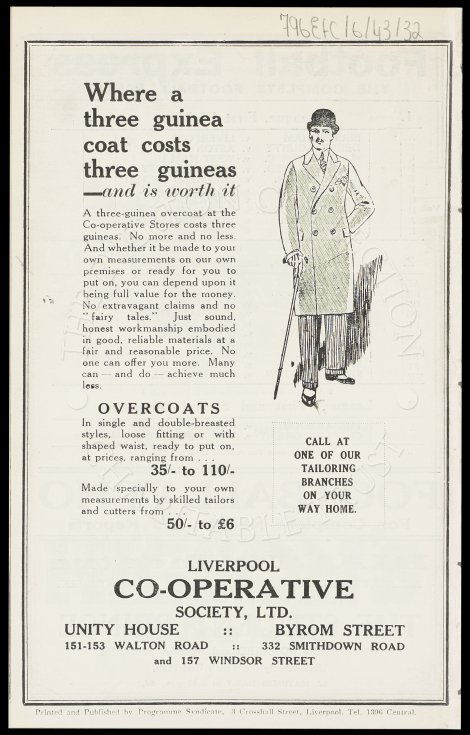 796EFC/6/43/32
Where a
three guinea
coat costs
three guineas
—and is worth it
A three-guinea overcoat at the
Co-operative Stores costs three
guineas. No more and no less.
And whether it be made to your
own measurements on our own
premises or ready for you to
put on, you can depend upon it
being full value for the money.
No extravagant claims and no
"fairy tales." Just sound,
honest workmanship embodied
in good, reliable materials at a
fair and reasonable price. No
one can offer you more. Many
can — and do — achieve much
less.
OVERCOATS
In single and double-breasted
styles, loose fitting or with
shaped waist, ready to put on,
at prices, ranging from . . .
35/- to 110/-
Made specially to your own
measurements by skilled tailors
and cutters from . . .
50/- to £6
CALL AT
ONE OF OUR
TAILORING
BRANCHES
ON YOUR
WAY HOME.
LIVERPOOL
CO-OPERATIVE
SOCIETY, LTD.
UNITY HOUSE :: BYROM STREET
151-153 WALTON ROAD :: 332 SMITHDOWN ROAD
and 157 WINDSOR STREET
Printed and Published by Programme Syndicate, 3 Crosshall Street, Liverpool. Tel. 1396 Central.